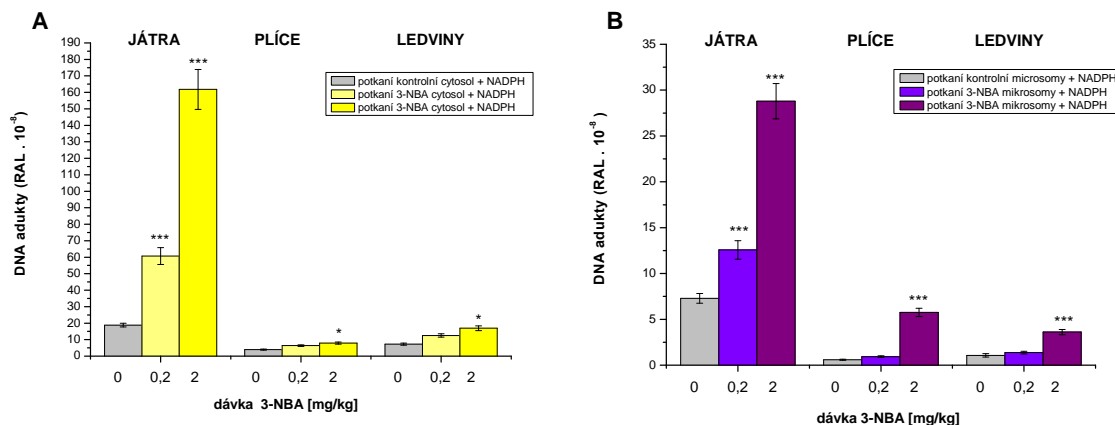 A
JÁTRA PLÍCE LEDVINY
DNA adukty (RAL . 10⁻⁸)
190
180
170
160
150
140
130
120
110
100
90
80
70
60
50
40
30
20
10
0
potkaní kontrolní cytosol + NADPH
potkaní 3-NBA cytosol + NADPH
potkaní 3-NBA cytosol + NADPH
*** *** * *
0 0,2 2 0 0,2 2 0 0,2 2
dávka 3-NBA [mg/kg]
B
JÁTRA PLÍCE LEDVINY
DNA adukty (RAL . 10⁻⁸)
35
30
25
20
15
10
5
0
potkaní kontrolní microsomy + NADPH
potkaní 3-NBA mikrosomy + NADPH
potkaní 3-NBA mikrosomy + NADPH
*** *** *** ***
0 0,2 2 0 0,2 2 0 0,2 2
dávka 3-NBA [mg/kg]